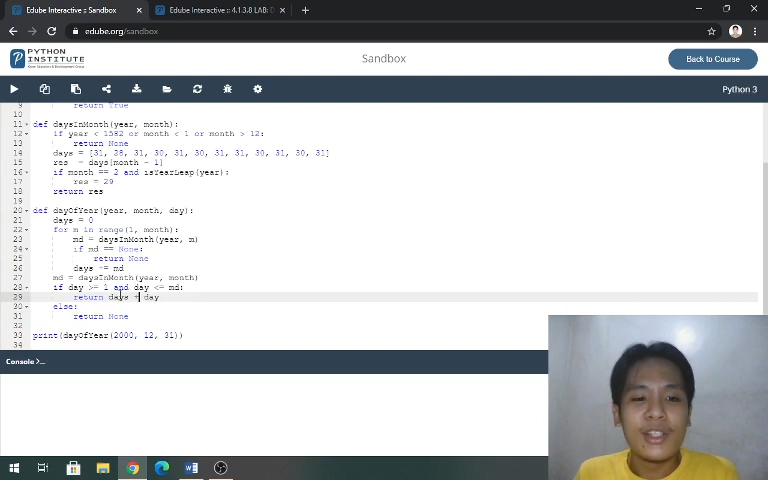 Edube Interactive :: Sandbox
Edube Interactive :: 4.1.3.8 LAB: D
edube.org/sandbox
PYTHON
INSTITUTE
Sandbox
Back to Course
Python 3
9 return True
10
11 def daysInMonth(year, month):
12 if year < 1582 or month < 1 or month > 12:
13 return None
14 days = [31, 28, 31, 30, 31, 30, 31, 31, 30, 31, 30, 31]
15 res = days[month - 1]
16 if month == 2 and isYearLeap(year):
17 res = 29
18 return res
19
20 def dayOfYear(year, month, day):
21 days = 0
22 for m in range(1, month):
23 md = daysInMonth(year, m)
24 if md == None:
25 return None
26 days += md
27 md = daysInMonth(year, month)
28 if day >= 1 and day <= md:
29 return days + day
30 else:
31 return None
32
33 print(dayOfYear(2000, 12, 31))
34
Console >...